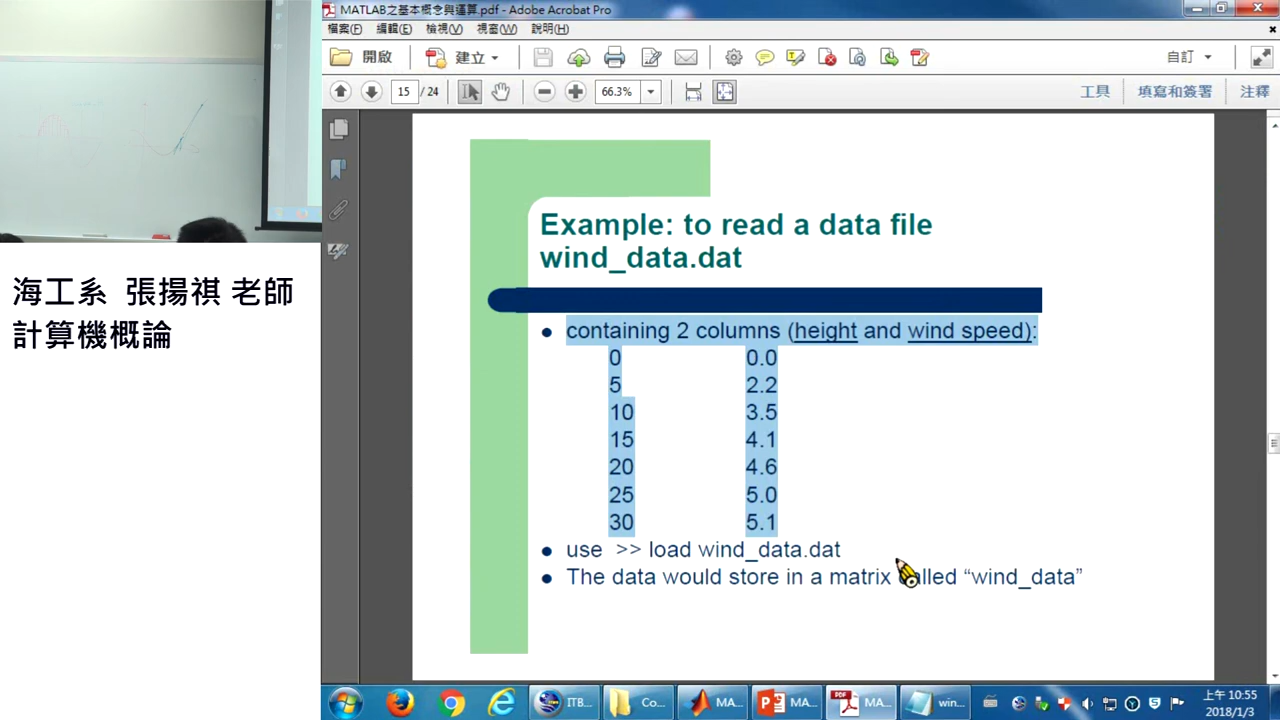 MATLAB之基本概念與運算.pdf - Adobe Acrobat Pro
檔案(F) 編輯(E) 檢視(V) 視窗(W) 說明(H)
開啟 建立 自訂
15 / 24 66.3% 工具 填寫和簽署 注釋
Example: to read a data file
wind_data.dat
● containing 2 columns (height and wind speed):
0 0.0
5 2.2
10 3.5
15 4.1
20 4.6
25 5.0
30 5.1
● use >> load wind_data.dat
● The data would store in a matrix called “wind_data”
海工系 張揚祺 老師
計算機概論
ITB... Co... MA... MA... MA... win...
上午 10:55
2018/1/3